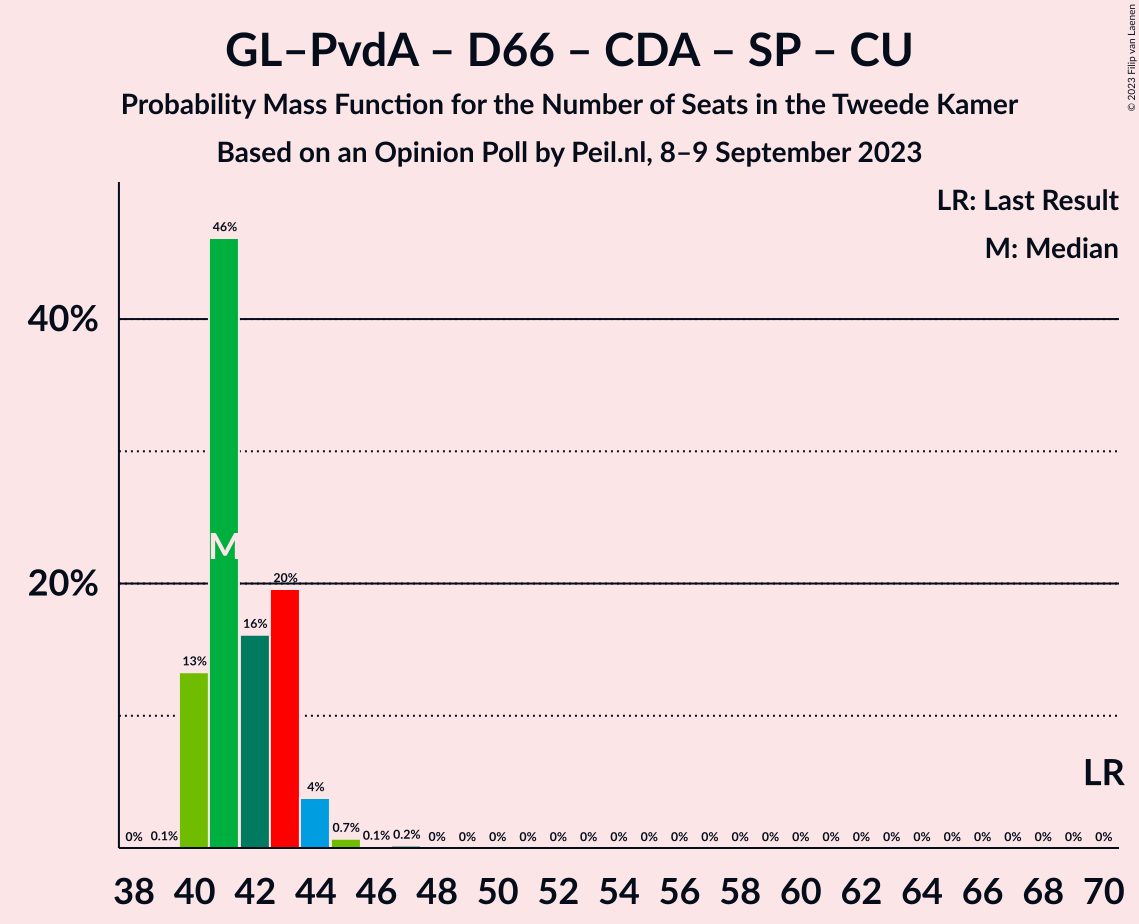 GL–PvdA – D66 – CDA – SP – CU
Probability Mass Function for the Number of Seats in the Tweede Kamer
Based on an Opinion Poll by Peil.nl, 8–9 September 2023
© 2023 Filip van Laenen
LR: Last Result
M: Median
40%
20%
0% 0.1% 13% 46% 16% 20% 4% 0.7% 0.1% 0.2% 0% 0% 0% 0% 0% 0% 0% 0% 0% 0% 0% 0% 0% 0% 0% 0% 0% 0% 0% 0% 0% 0% 0%
M
LR
38 40 42 44 46 48 50 52 54 56 58 60 62 64 66 68 70